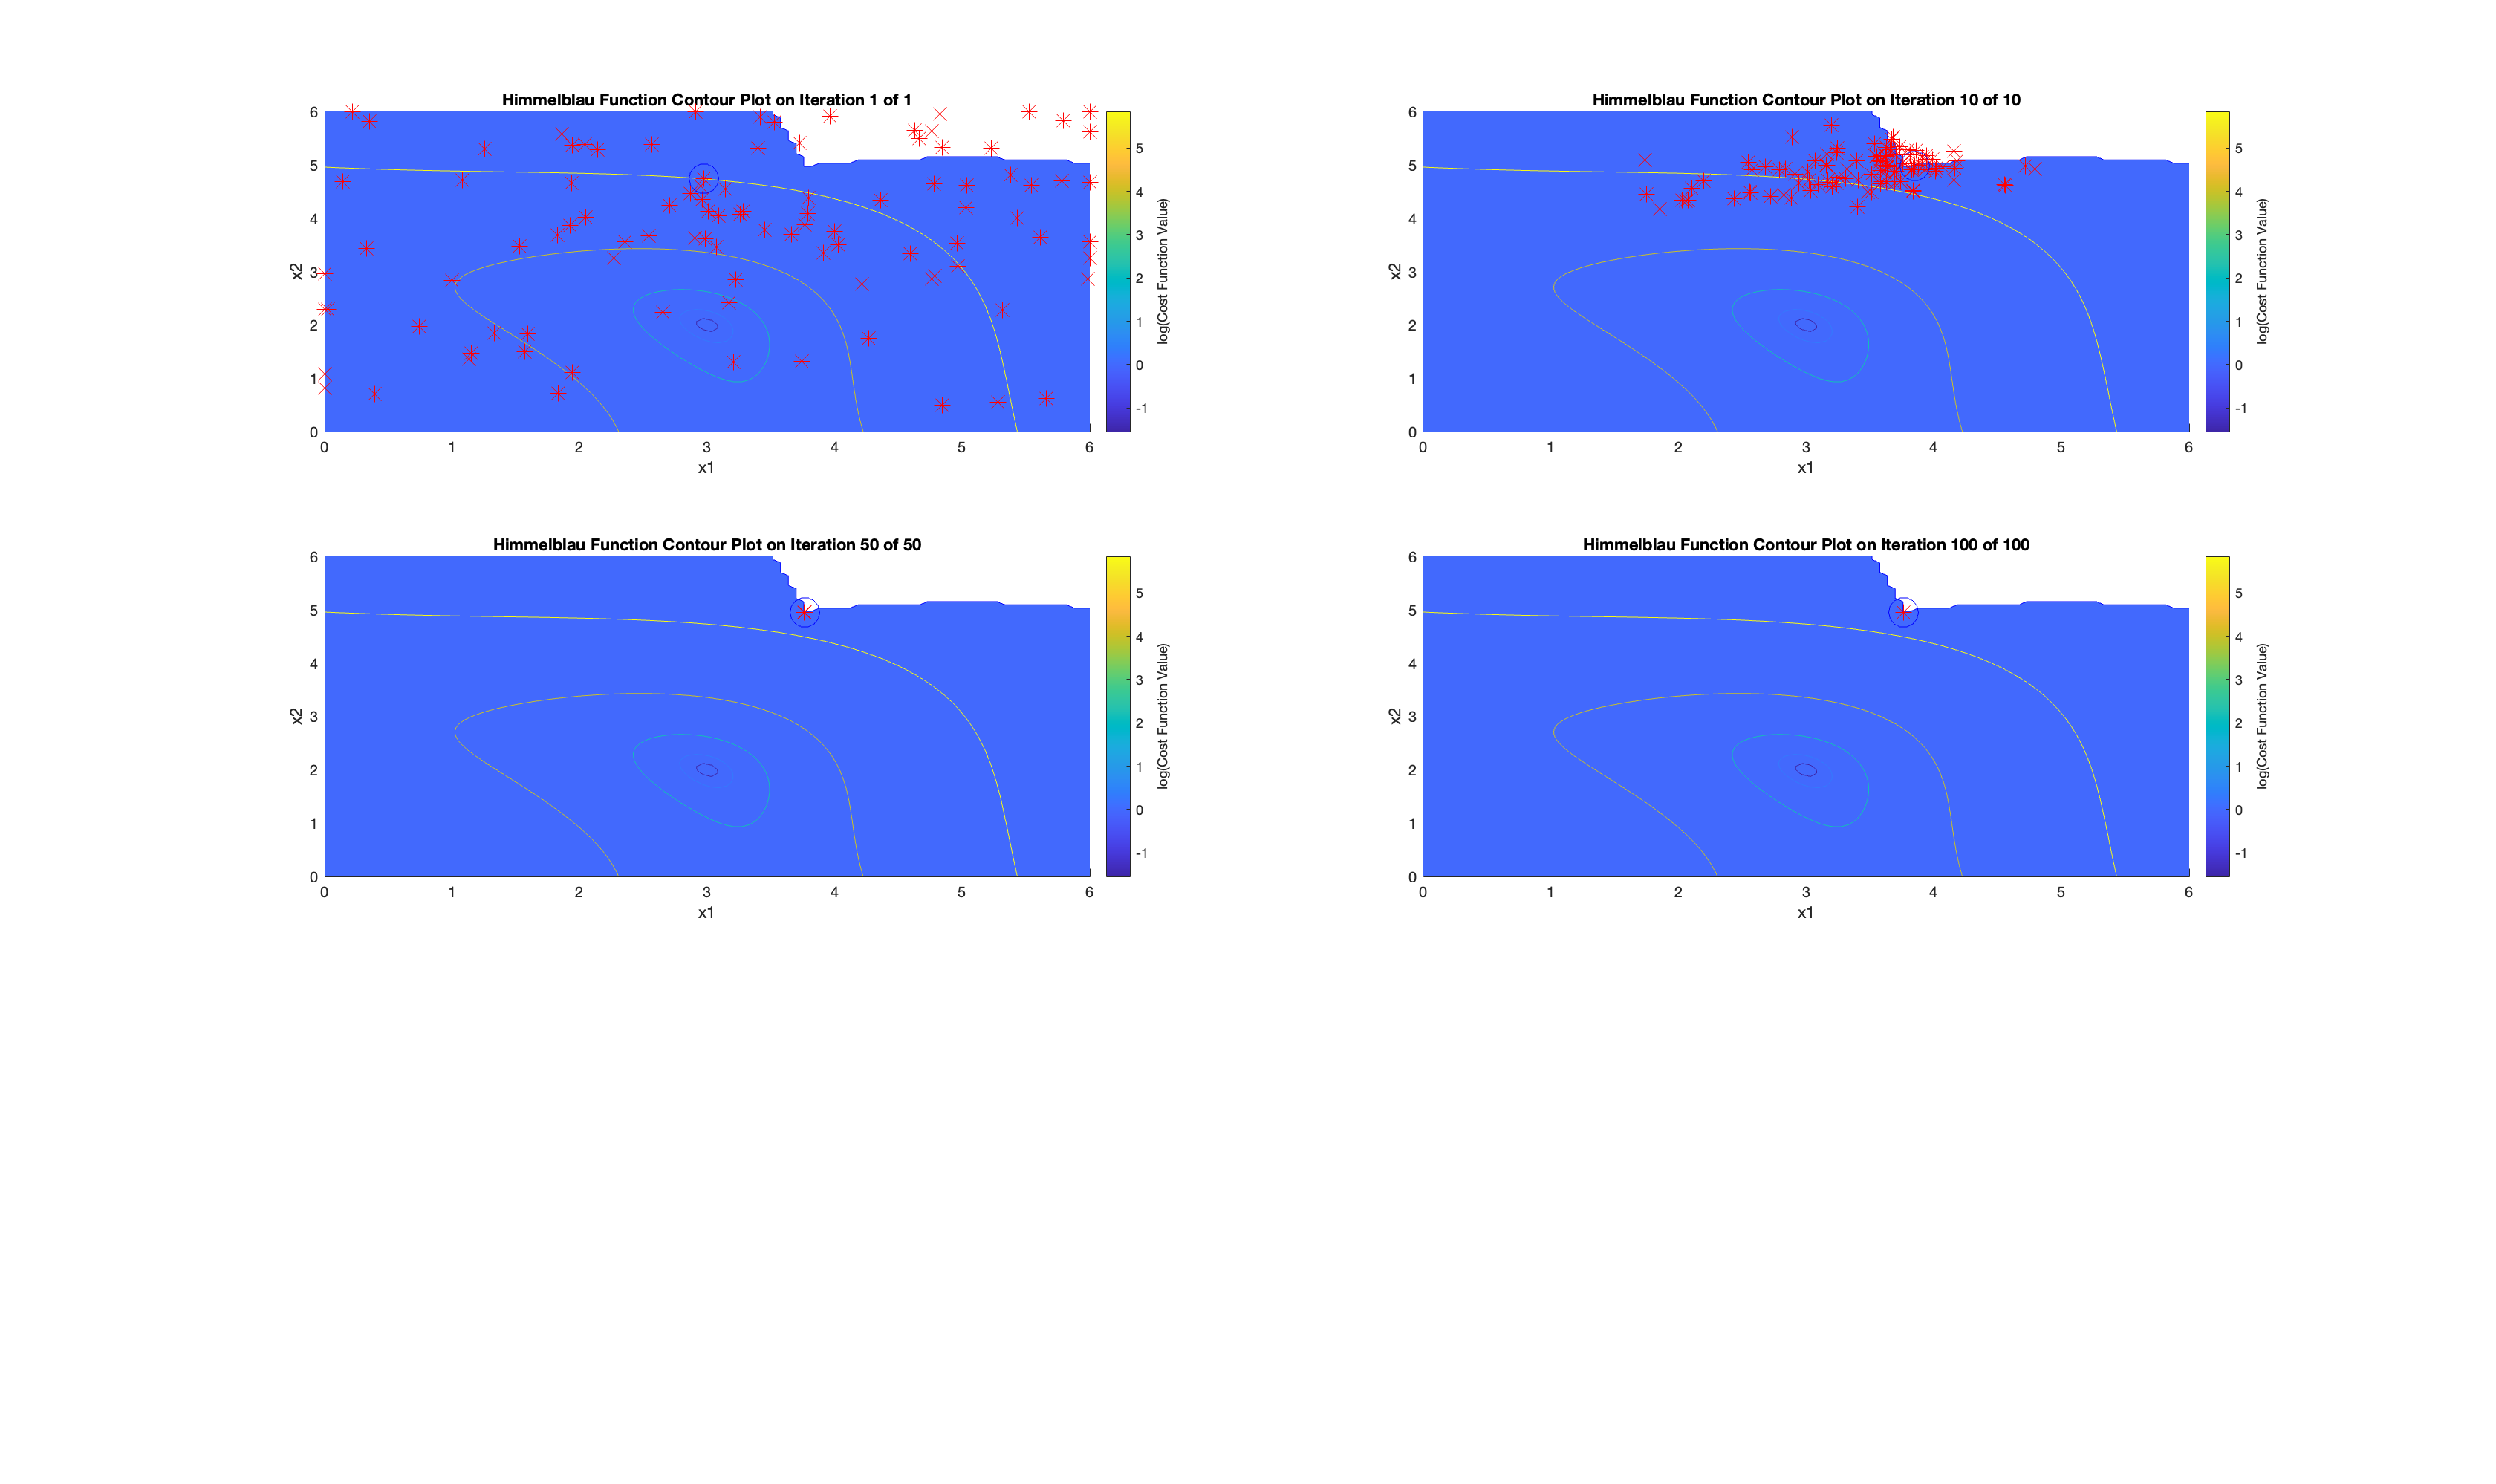 Himmelblau Function Contour Plot on Iteration 1 of 1
6
5
4
3
2
1
0
x2
0 1 2 3 4 5 6
x1
5
4
3
2
1
0
-1
log(Cost Function Value)
Himmelblau Function Contour Plot on Iteration 10 of 10
6
5
4
3
2
1
0
x2
0 1 2 3 4 5 6
x1
5
4
3
2
1
0
-1
log(Cost Function Value)
Himmelblau Function Contour Plot on Iteration 50 of 50
6
5
4
3
2
1
0
x2
0 1 2 3 4 5 6
x1
5
4
3
2
1
0
-1
log(Cost Function Value)
Himmelblau Function Contour Plot on Iteration 100 of 100
6
5
4
3
2
1
0
x2
0 1 2 3 4 5 6
x1
5
4
3
2
1
0
-1
log(Cost Function Value)